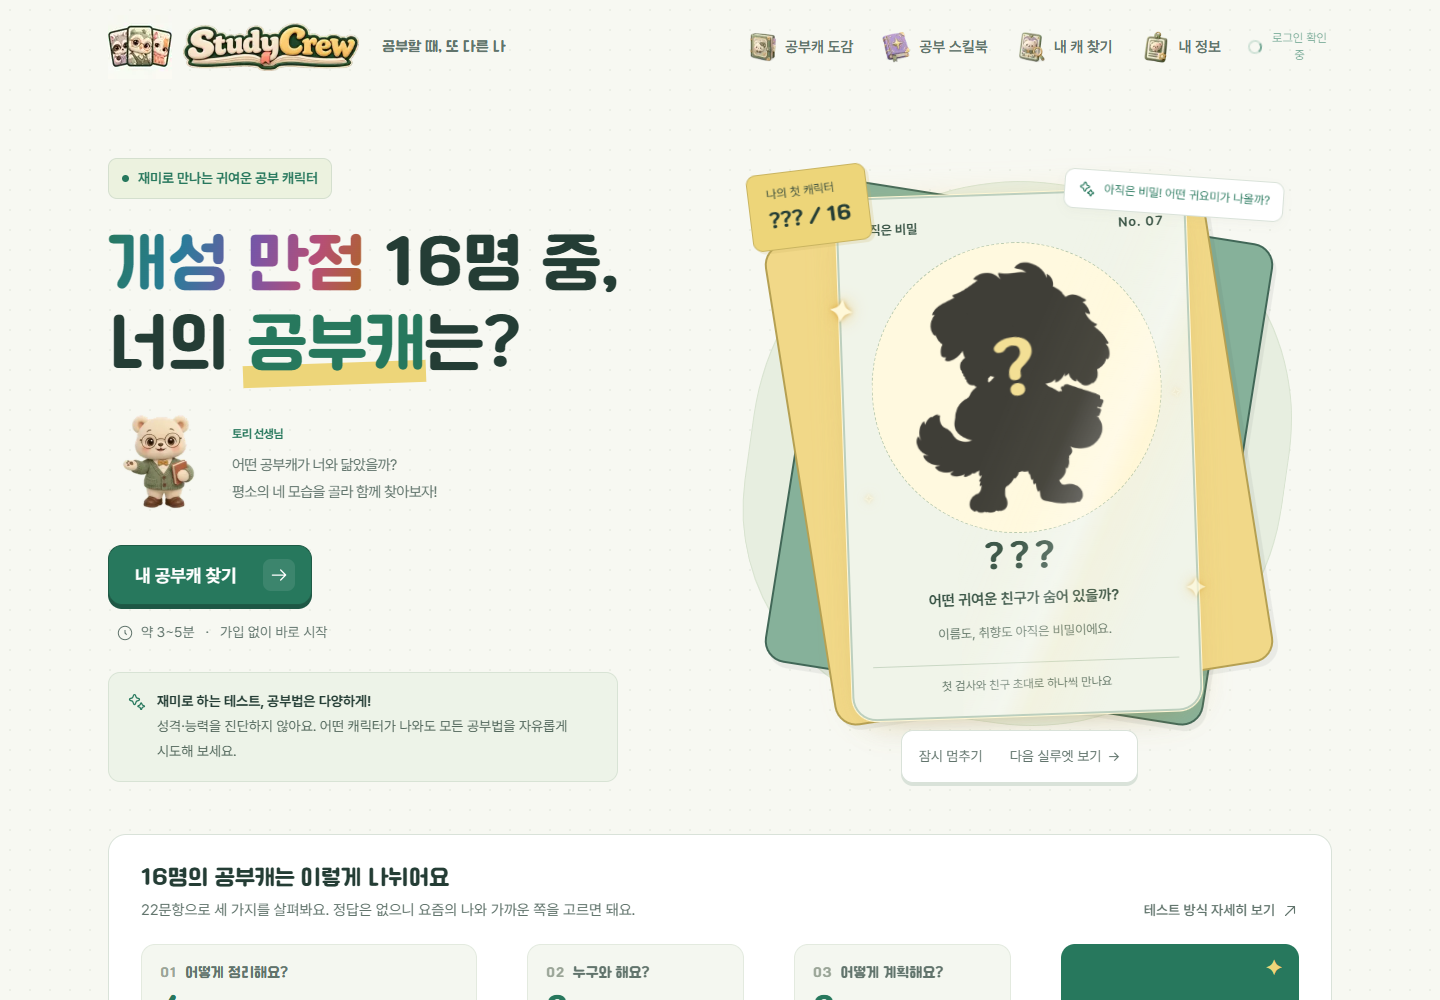 StudyCrew
공부할 때, 또 다른 나
공부캐 도감
공부 스킬북
내 캐 찾기
내 정보
로그인 확인
중
재미로 만나는 귀여운 공부 캐릭터
개성 만점 16명 중,
너의 공부캐는?
토리 선생님
어떤 공부캐가 너와 닮았을까?
평소의 네 모습을 골라 함께 찾아보자!
내 공부캐 찾기 →
약 3~5분 · 가입 없이 바로 시작
재미로 하는 테스트, 공부법은 다양하게!
성격·능력을 진단하지 않아요. 어떤 캐릭터가 나와도 모든 공부법을 자유롭게
시도해 보세요.
나의 첫 캐릭터
??? / 16
아직은 비밀! 어떤 귀요미가 나올까?
직은 비밀
No. 07
?
???
어떤 귀여운 친구가 숨어 있을까?
이름도, 취향도 아직은 비밀이에요.
첫 검사와 친구 초대로 하나씩 만나요
잠시 멈추기
다음 실루엣 보기 →
16명의 공부캐는 이렇게 나뉘어요
22문항으로 세 가지를 살펴봐요. 정답은 없으니 요즘의 나와 가까운 쪽을 고르면 돼요.
테스트 방식 자세히 보기 ↗
01 어떻게 정리해요?
02 누구와 해요?
03 어떻게 계획해요?